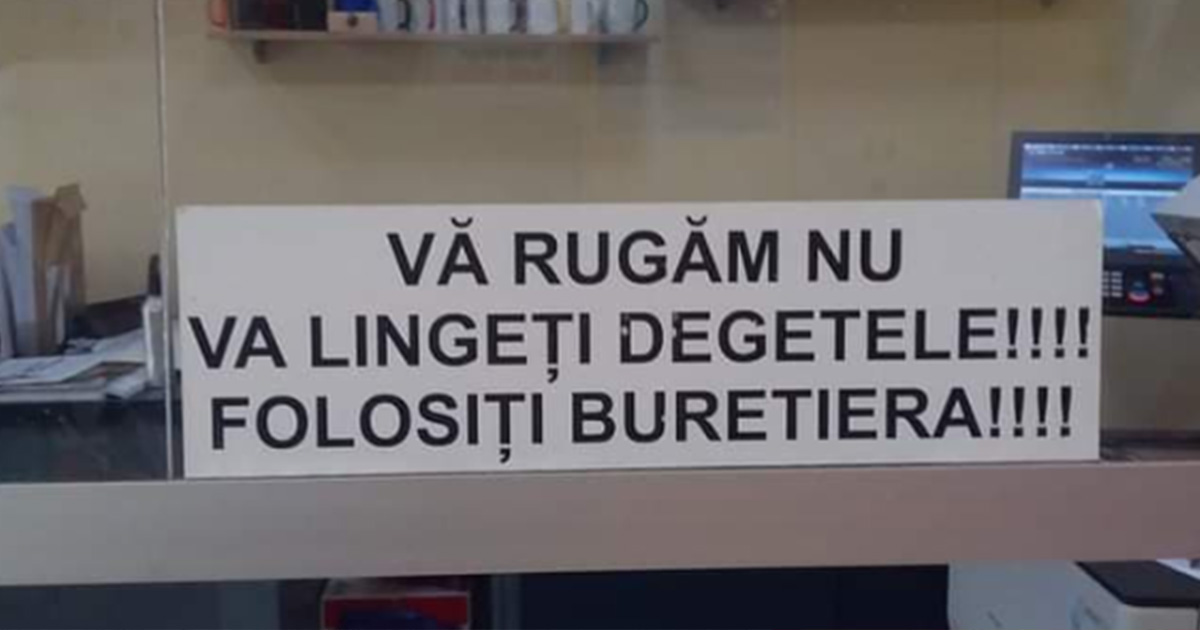 VĂ RUGĂM NU
VA LINGEȚI DEGETELE!!!!
FOLOSIȚI BURETIERA!!!!